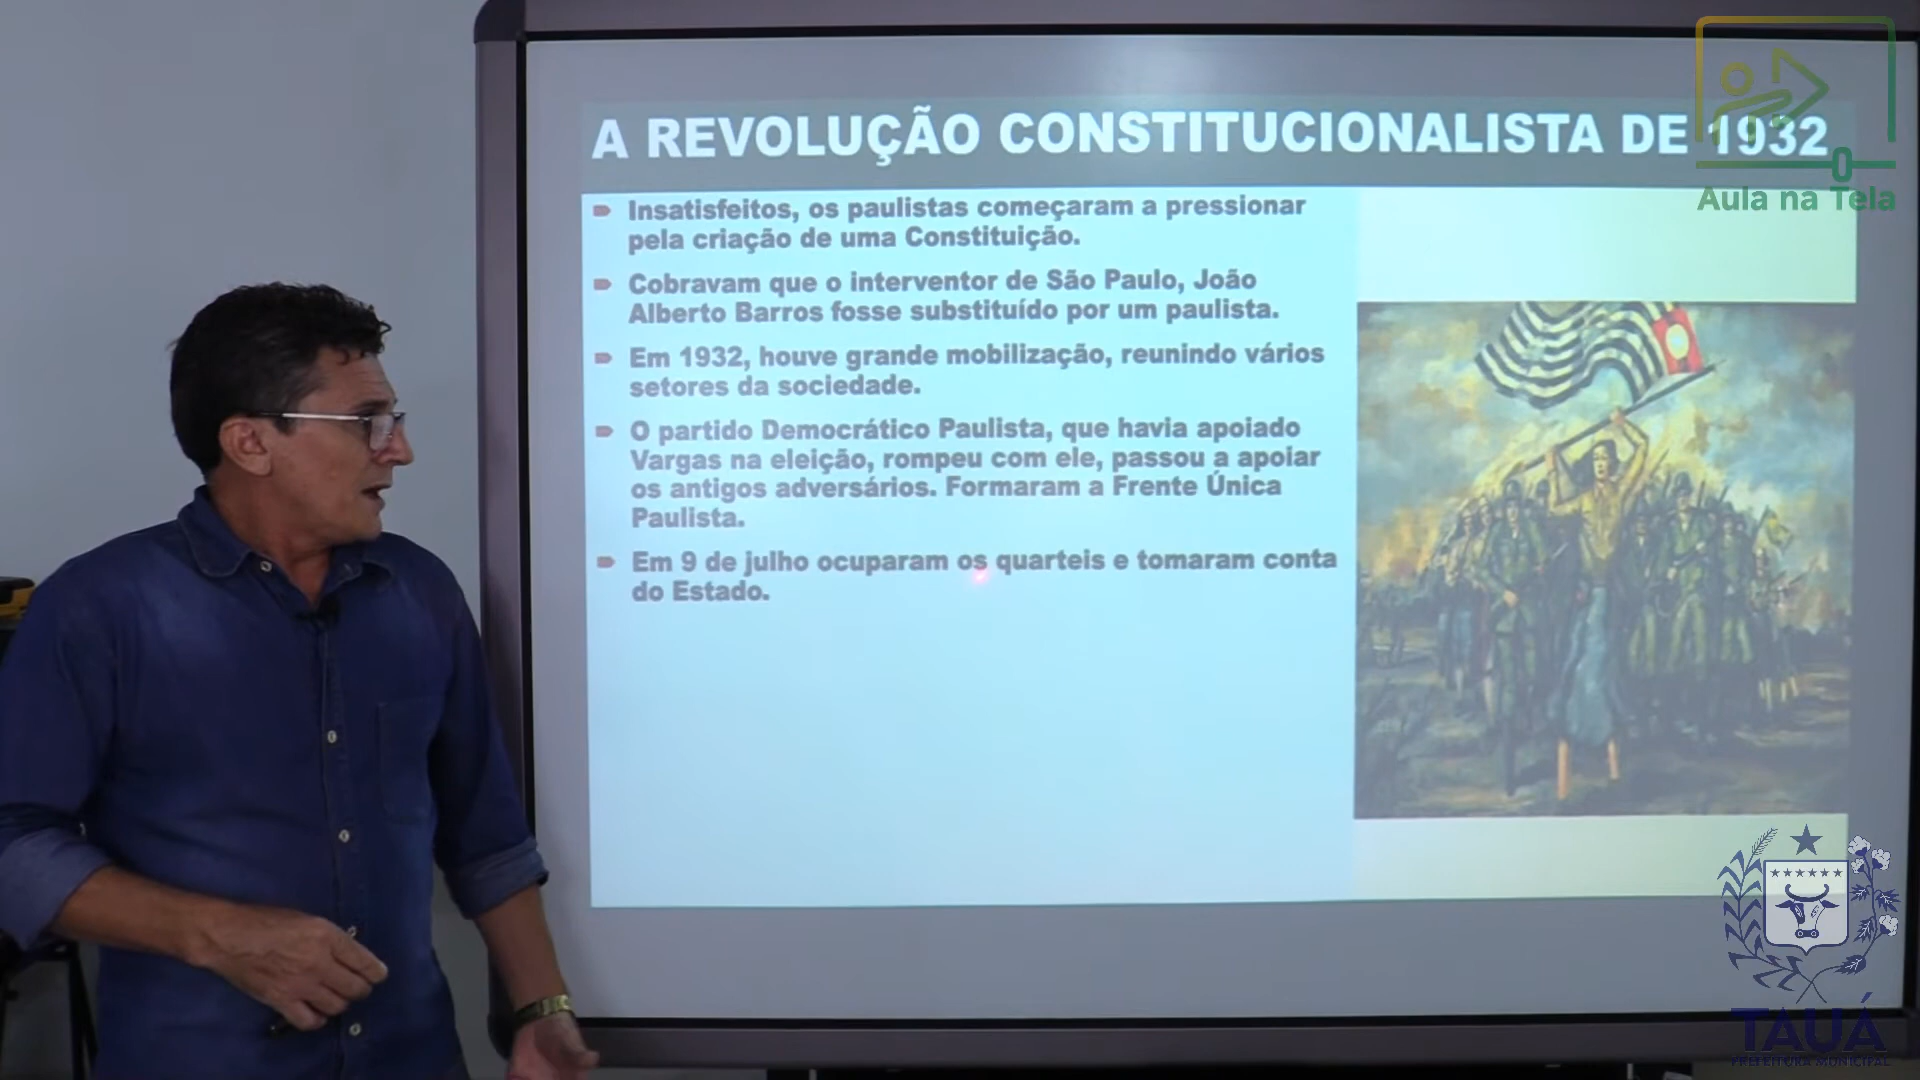 A REVOLUÇÃO CONSTITUCIONALISTA DE 1932
Aula na Tela
Insatisfeitos, os paulistas começaram a pressionar
pela criação de uma Constituição.
Cobravam que o interventor de São Paulo, João
Alberto Barros fosse substituído por um paulista.
Em 1932, houve grande mobilização, reunindo vários
setores da sociedade.
O partido Democrático Paulista, que havia apoiado
Vargas na eleição, rompeu com ele, passou a apoiar
os antigos adversários. Formaram a Frente Única
Paulista.
Em 9 de julho ocuparam os quarteis e tomaram conta
do Estado.
TAUÁ
PREFEITURA MUNICIPAL